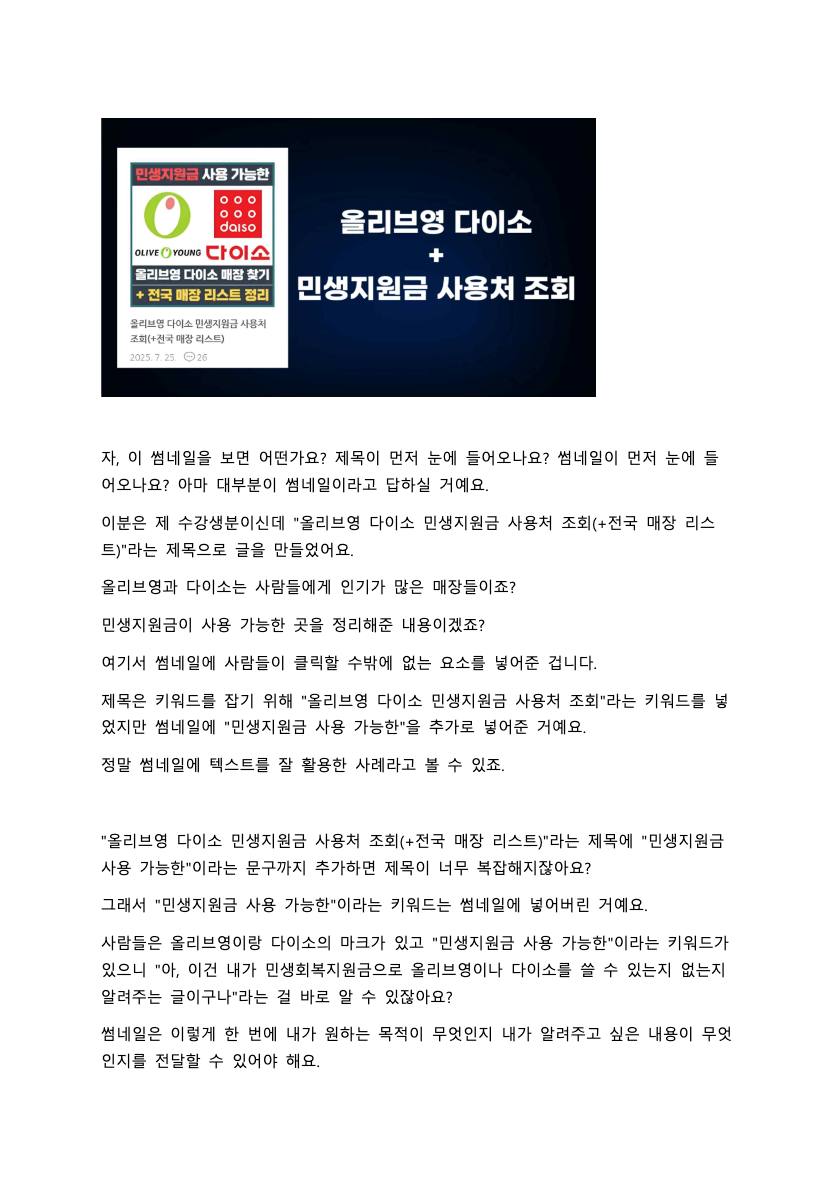 민생지원금 사용 가능한
daiso
OLIVE YOUNG 다이소
올리브영 다이소 매장 찾기
+ 전국 매장 리스트 정리
올리브영 다이소 민생지원금 사용처
조회(+전국 매장 리스트)
2025. 7. 25. 26
올리브영 다이소
+
민생지원금 사용처 조회
자, 이 썸네일을 보면 어떤가요? 제목이 먼저 눈에 들어오나요? 썸네일이 먼저 눈에 들
어오나요? 아마 대부분이 썸네일이라고 답하실 거예요.
이분은 제 수강생분이신데 "올리브영 다이소 민생지원금 사용처 조회(+전국 매장 리스
트)"라는 제목으로 글을 만들었어요.
올리브영과 다이소는 사람들에게 인기가 많은 매장들이죠?
민생지원금이 사용 가능한 곳을 정리해준 내용이겠죠?
여기서 썸네일에 사람들이 클릭할 수밖에 없는 요소를 넣어준 겁니다.
제목은 키워드를 잡기 위해 "올리브영 다이소 민생지원금 사용처 조회"라는 키워드를 넣
었지만 썸네일에 "민생지원금 사용 가능한"을 추가로 넣어준 거예요.
정말 썸네일에 텍스트를 잘 활용한 사례라고 볼 수 있죠.
"올리브영 다이소 민생지원금 사용처 조회(+전국 매장 리스트)"라는 제목에 "민생지원금
사용 가능한"이라는 문구까지 추가하면 제목이 너무 복잡해지잖아요?
그래서 "민생지원금 사용 가능한"이라는 키워드는 썸네일에 넣어버린 거예요.
사람들은 올리브영이랑 다이소의 마크가 있고 "민생지원금 사용 가능한"이라는 키워드가
있으니 "아, 이건 내가 민생회복지원금으로 올리브영이나 다이소를 쓸 수 있는지 없는지
알려주는 글이구나"라는 걸 바로 알 수 있잖아요?
썸네일은 이렇게 한 번에 내가 원하는 목적이 무엇인지 내가 알려주고 싶은 내용이 무엇
인지를 전달할 수 있어야 해요.